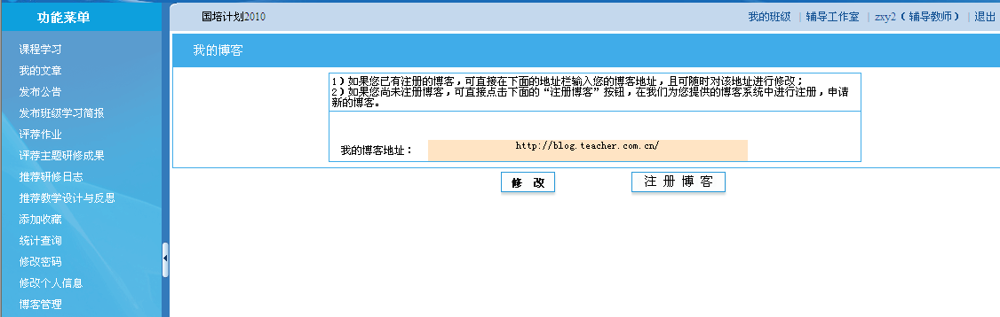 功能菜单
课程学习
我的文章
发布公告
发布班级学习简报
评荐作业
评荐主题研修成果
推荐研修日志
推荐教学设计与反思
添加收藏
统计查询
修改密码
修改个人信息
博客管理
国培计划2010
我的班级 | 辅导工作室 | zxy2（辅导教师） | 退出
我的博客
1）如果您已有注册的博客，可直接在下面的地址栏输入您的博客地址，且可随时对该地址进行修改；
2）如果您尚未注册博客，可直接点击下面的“注册博客”按钮，在我们为您提供的博客系统中进行注册，申请
新的博客。
我的博客地址： http://blog.teacher.com.cn/
修 改 注 册 博 客